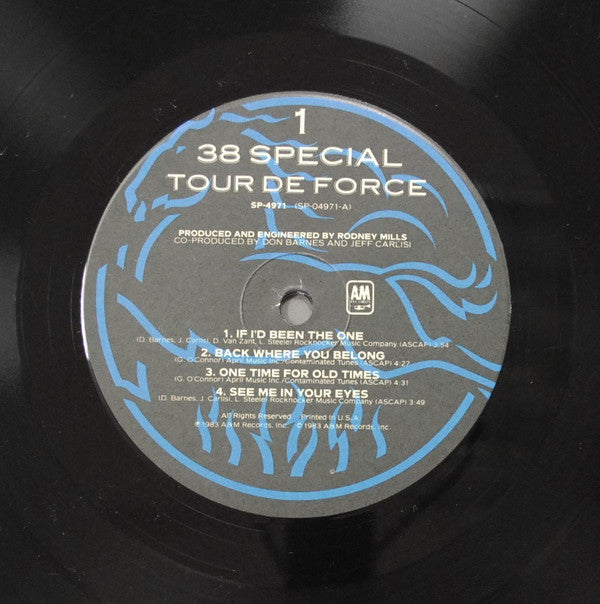 1
38 SPECIAL
TOUR DE FORCE
SP-4971 (SP-04971-A)
PRODUCED AND ENGINEERED BY RODNEY MILLS
CO-PRODUCED BY DON BARNES AND JEFF CARLISI
A&M
RECORDS
1. IF I'D BEEN THE ONE
(D. Barnes, J. Carlisi, D. Van Zant, L. Steele) Rocknocker Music Company (ASCAP) 3:54
2. BACK WHERE YOU BELONG
(G. O'Connor) April Music Inc./Contaminated Tunes (ASCAP) 4:27
3. ONE TIME FOR OLD TIMES
(G. O'Connor) April Music Inc./Contaminated Tunes (ASCAP) 4:31
4. SEE ME IN YOUR EYES
(D. Barnes, J. Carlisi, L. Steele) Rocknocker Music Company (ASCAP) 3:49
All Rights Reserved. Printed in U.S.A.
℗1983 A&M Records, Inc. ©1983 A&M Records, Inc.